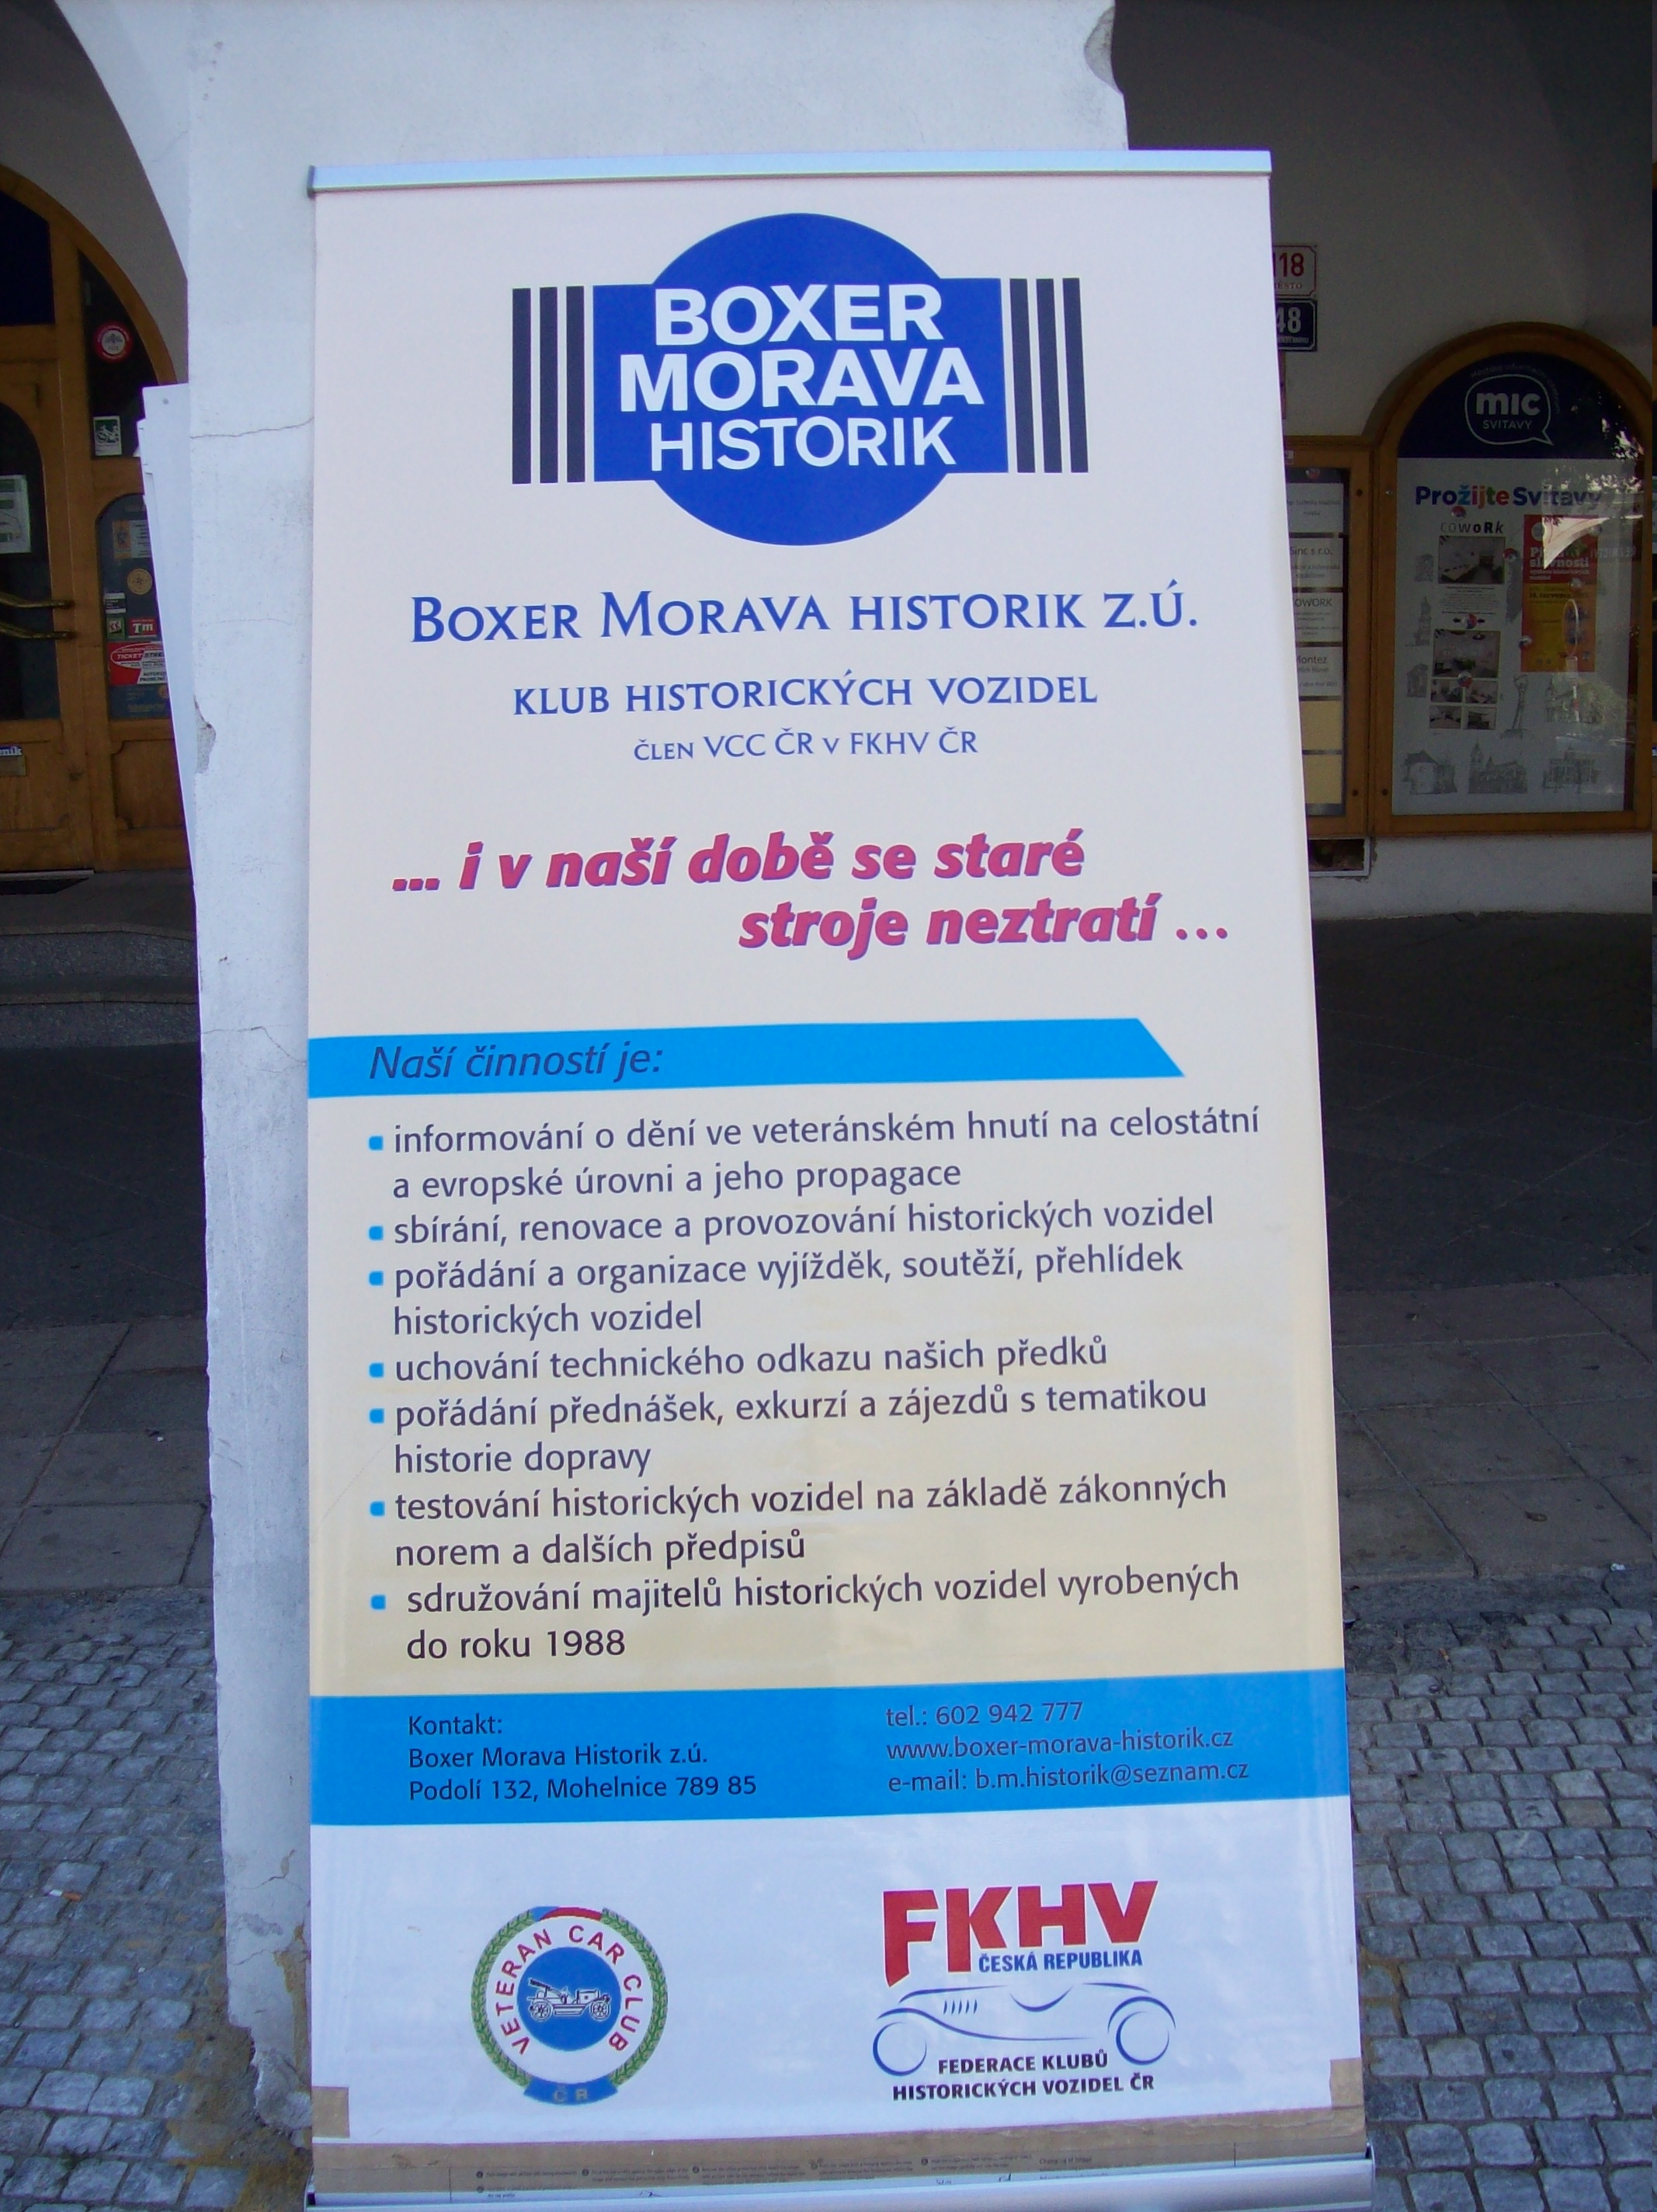 BOXER
MORAVA
HISTORIK
BOXER MORAVA HISTORIK Z.Ú.
KLUB HISTORICKÝCH VOZIDEL
ČLEN VCC ČR V FKHV ČR
... i v naší době se staré
stroje neztratí ...
Naší činností je:
▪ informování o dění ve veteránském hnutí na celostátní
a evropské úrovni a jeho propagace
▪ sbírání, renovace a provozování historických vozidel
▪ pořádání a organizace vyjížděk, soutěží, přehlídek
historických vozidel
▪ uchování technického odkazu našich předků
▪ pořádání přednášek, exkurzí a zájezdů s tematikou
historie dopravy
▪ testování historických vozidel na základě zákonných
norem a dalších předpisů
▪ sdružování majitelů historických vozidel vyrobených
do roku 1988
Kontakt:
Boxer Morava Historik z.ú.
Podolí 132, Mohelnice 789 85
tel.: 602 942 777
www.boxer-morava-historik.cz
e-mail: b.m.historik@seznam.cz
VETERAN CAR CLUB
ČR
FKHV
ČESKÁ REPUBLIKA
FEDERACE KLUBŮ
HISTORICKÝCH VOZIDEL ČR
118
48
mic
SVITAVY
Prožijte Svitavy
cowoRk
Tm